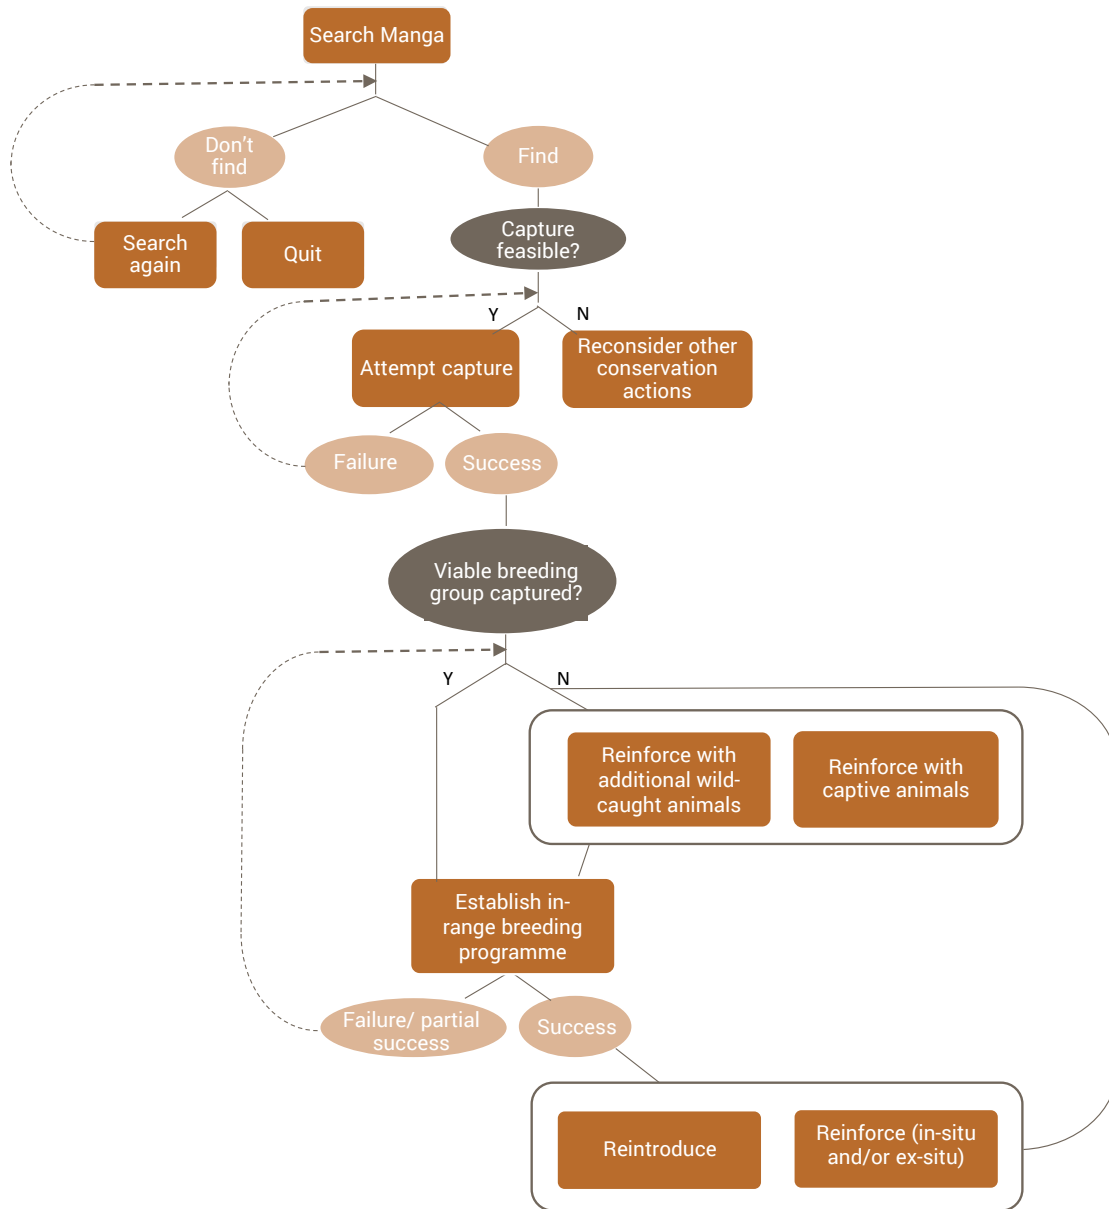 Search Manga
Don't
find
Find
Search
again
Quit
Capture
feasible?
Y
N
Attempt capture
Reconsider other
conservation
actions
Failure
Success
Viable breeding
group captured?
Y
N
Reinforce with
additional wild-
caught animals
Reinforce with
captive animals
Establish in-
range breeding
programme
Failure/ partial
success
Success
Reintroduce
Reinforce (in-situ
and/or ex-situ)